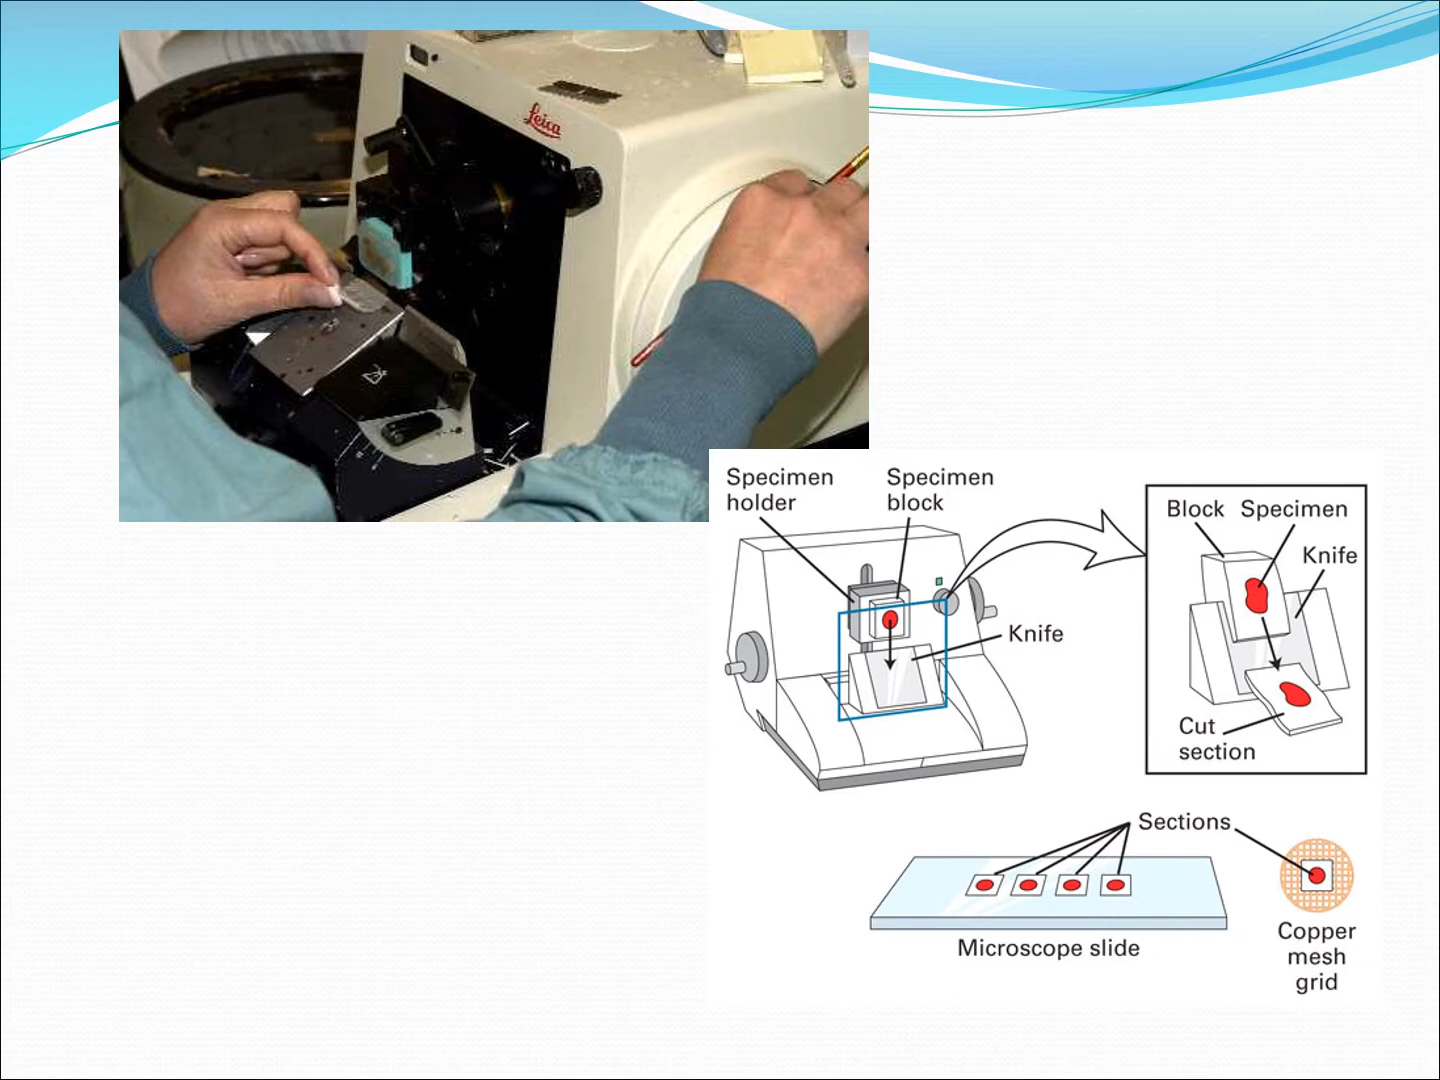 Leica
Specimen
holder
Specimen
block
Knife
Block
Specimen
Knife
Cut
section
Sections
Microscope slide
Copper
mesh
grid